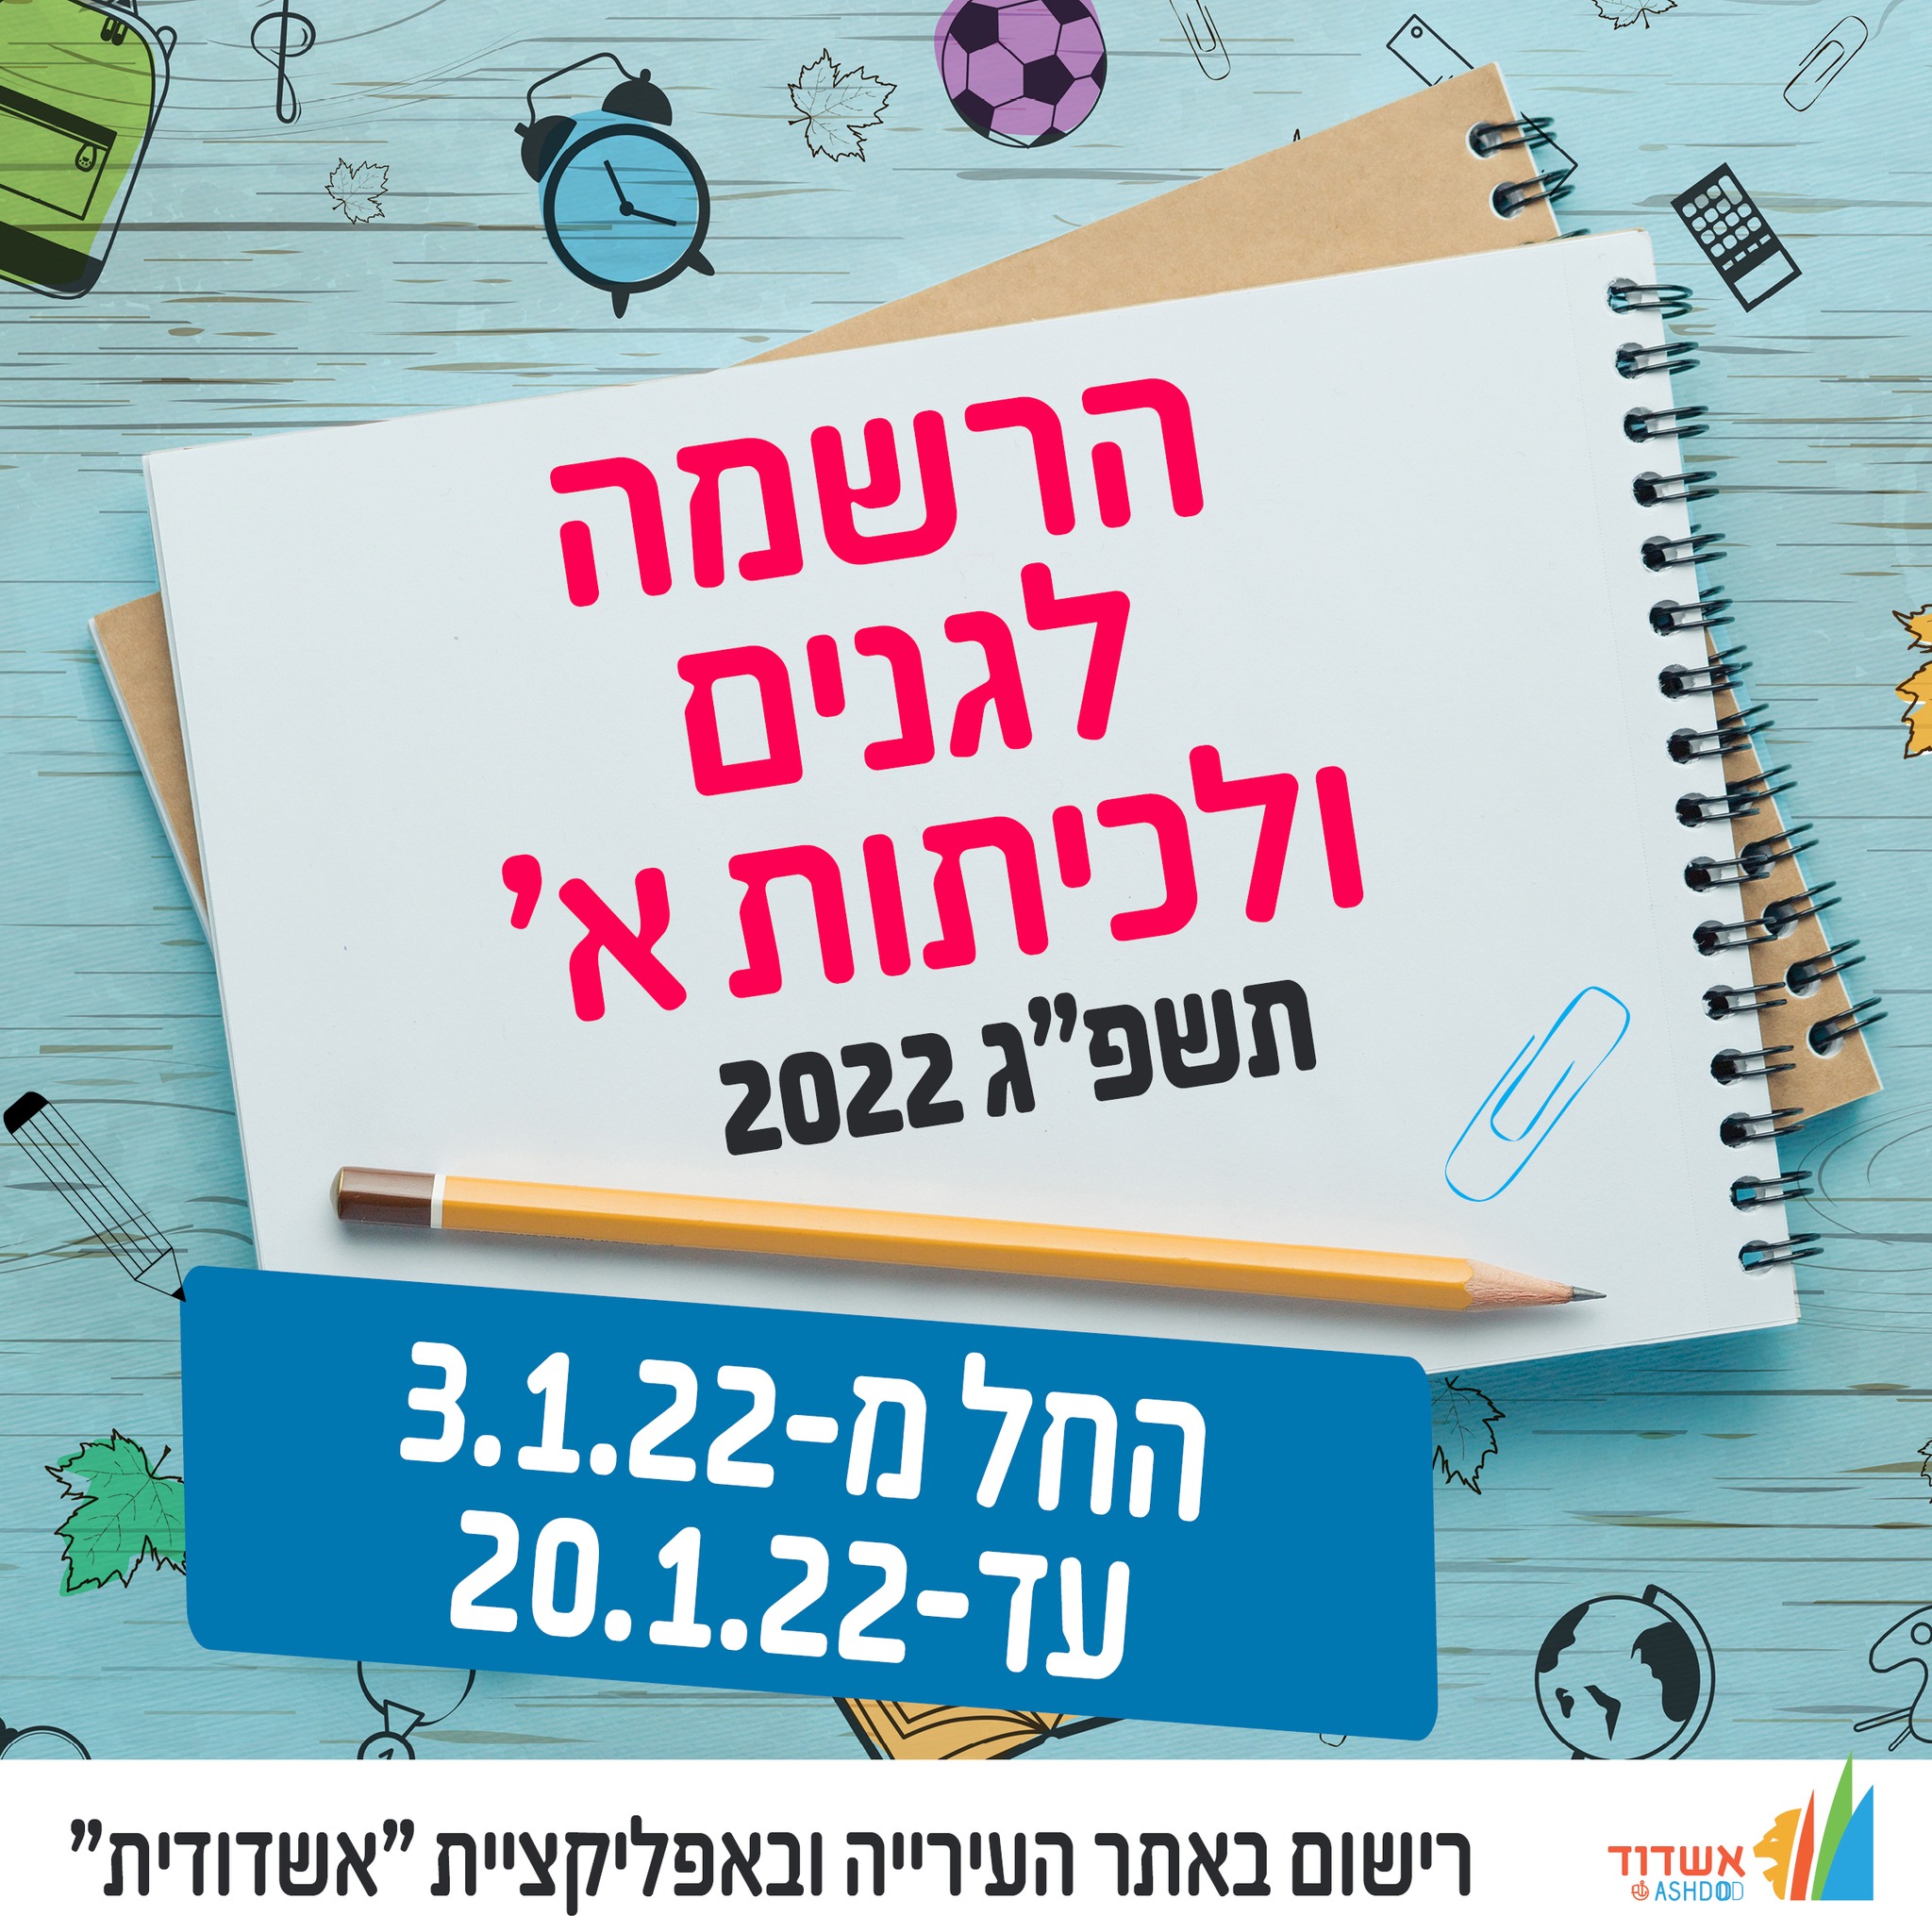 הרשמה
לגנים
ולכיתות א'
תשפ"ג 2022
החל מ-3.1.22
עד-20.1.22
רישום באתר העירייה ובאפליקציית "אשדודית"
אשדוד
ASHDOD